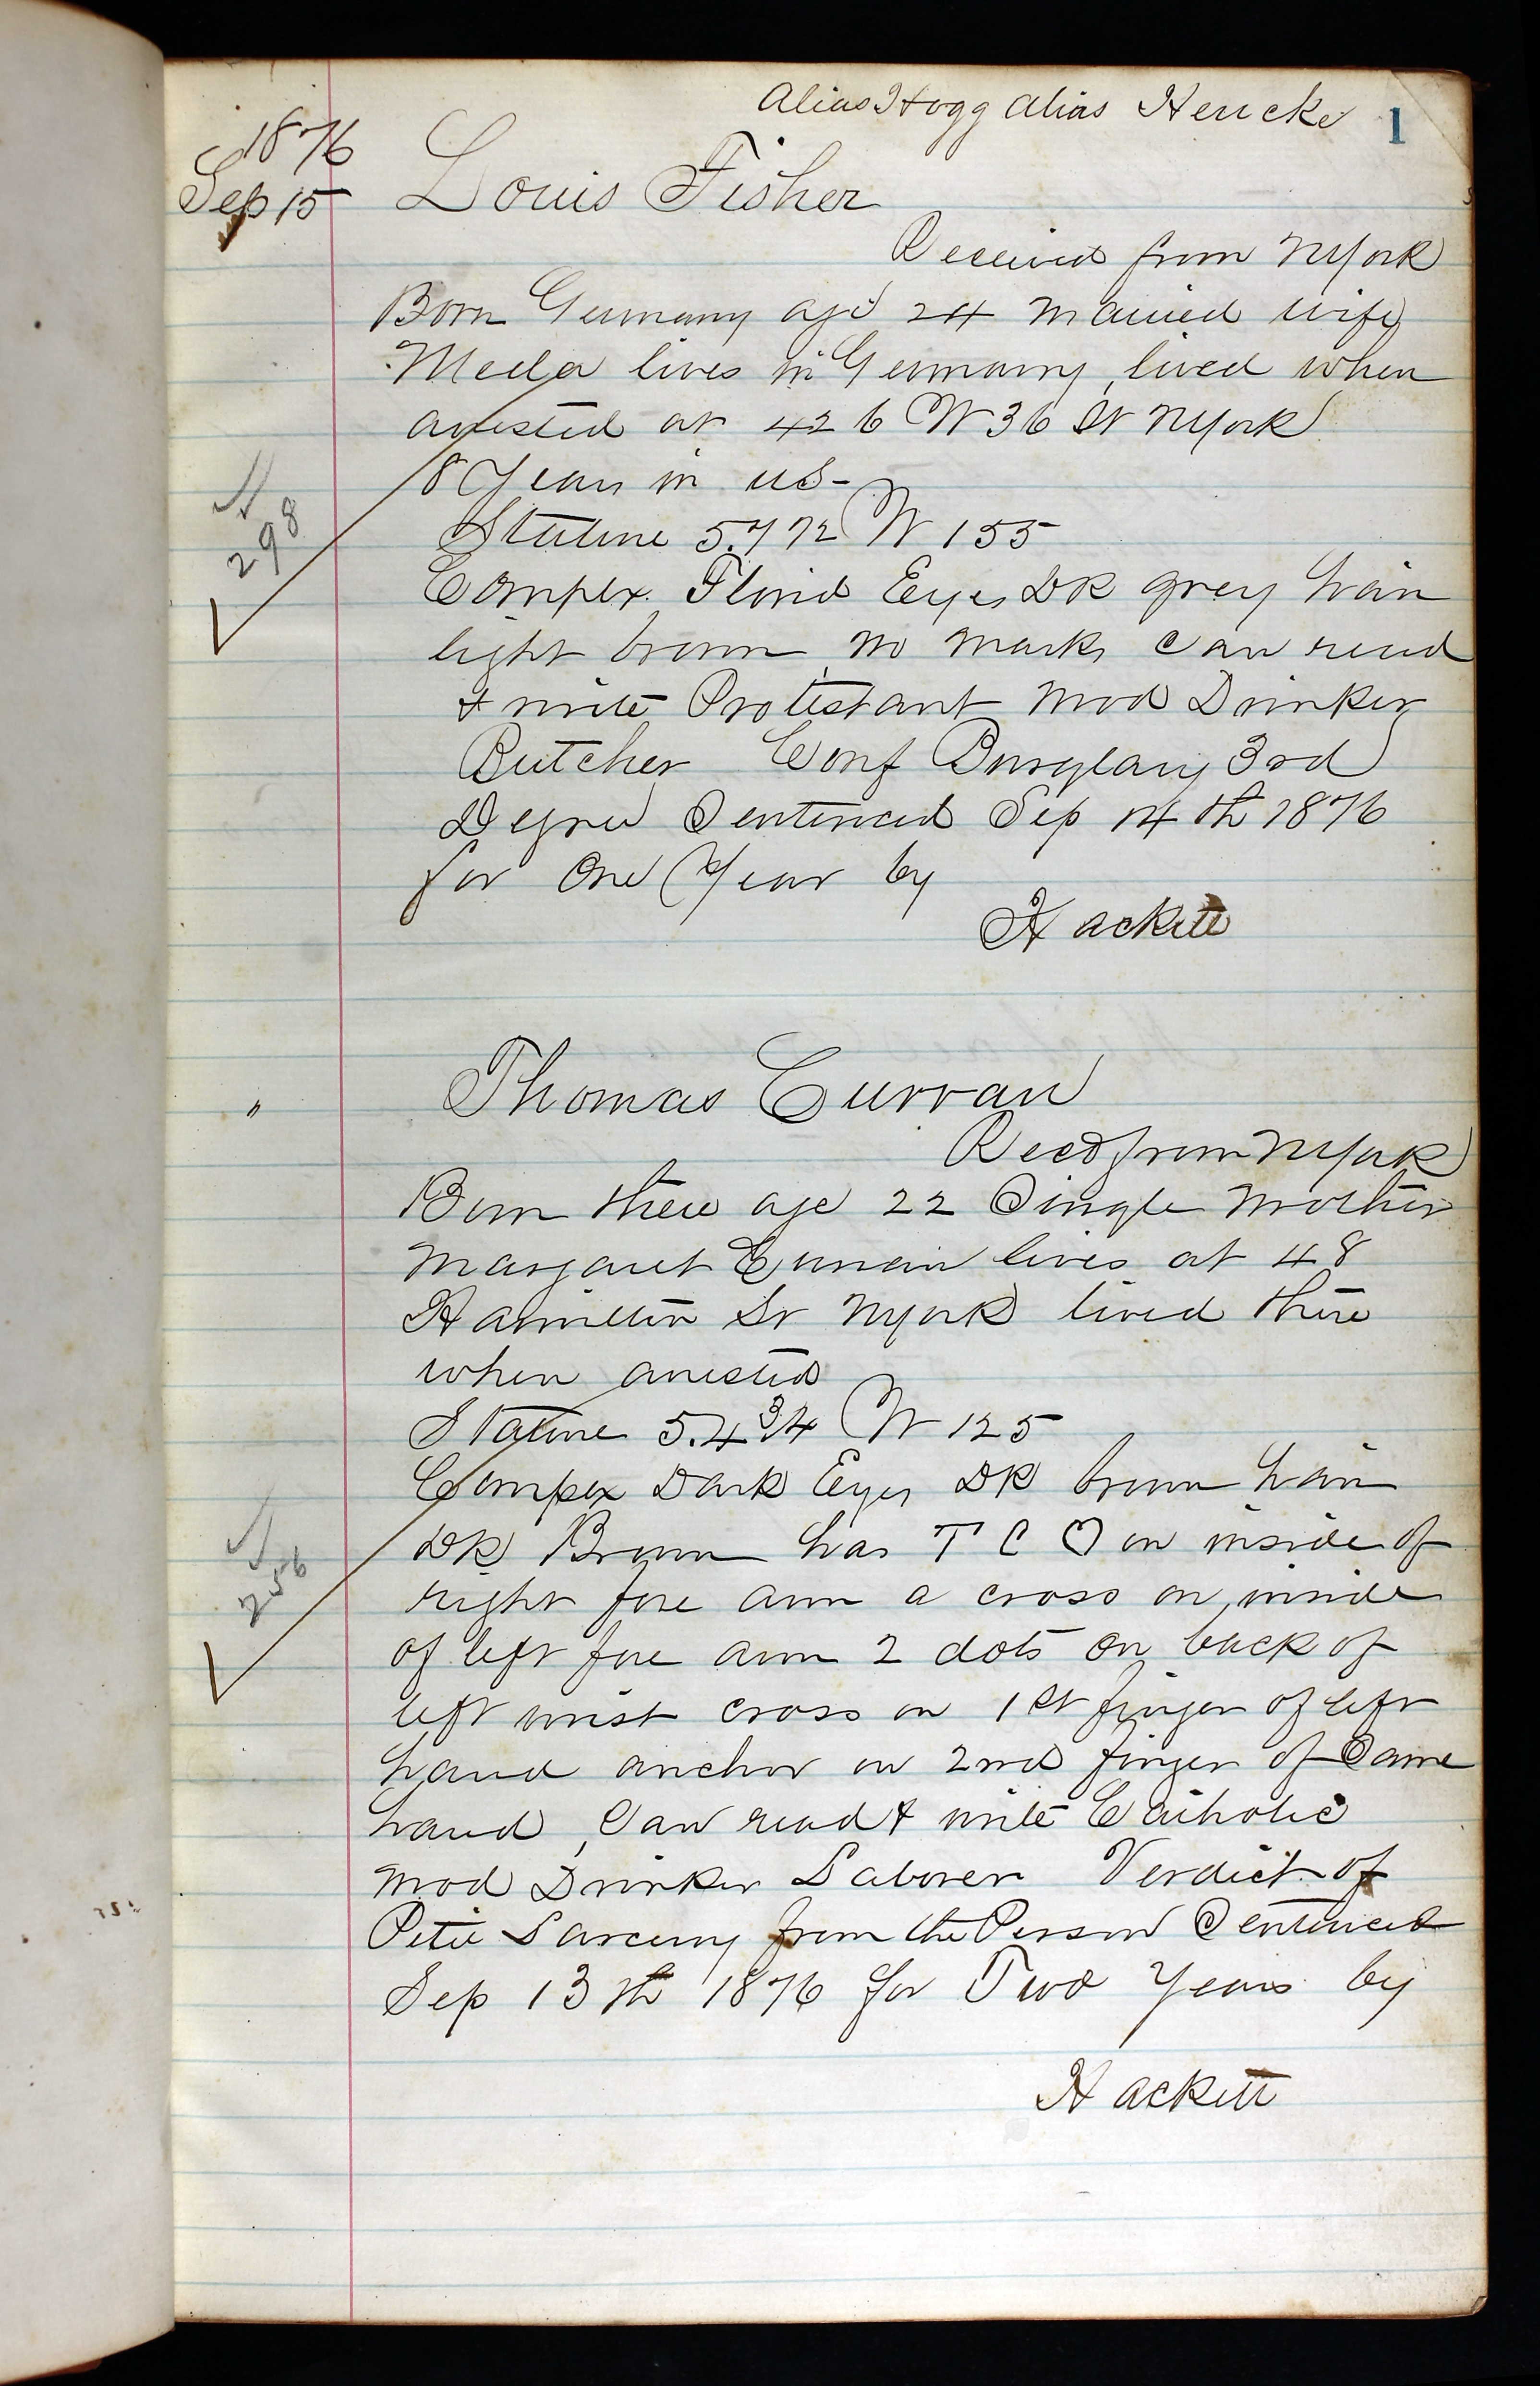 Alias Hogg alias Hencke 1
1876
Sep 15 Louis Fisher
Received from NYork
Born Germany age 24 married wife
Meda lives in Germany, lived when
arrested at 426 W 36 St NYork
8 Years in US-
298
Stature 5.7 1/2 W 155
Complex. Florid Eyes DK grey hair
light brown, no marks can read
& write Protestant Mod Drinker
Butcher Conf Burglary 3rd
Degree Sentenced Sep 14th 1876
for One Year by
Hackett
" Thomas Curran
Recd from NYork
Born there age 22 Single Mother
Margaret Curran lives at 48
Hamilton St NYork lived there
when arrested
Stature 5.4 3/4 W 125
Complex Dark Eyes DK brown hair
256
DK Brown has T C O on inside of
right fore arm a cross on inside
of left fore arm 2 dots on back of
left wrist cross on 1st finger of left
hand anchor on 2nd finger of Same
hand, Can read & write Catholic
Mod Drinker Laborer Verdict of
Petit Larceny from the Person Sentenced
Sep 13th 1876 for Two Years by
Hackett